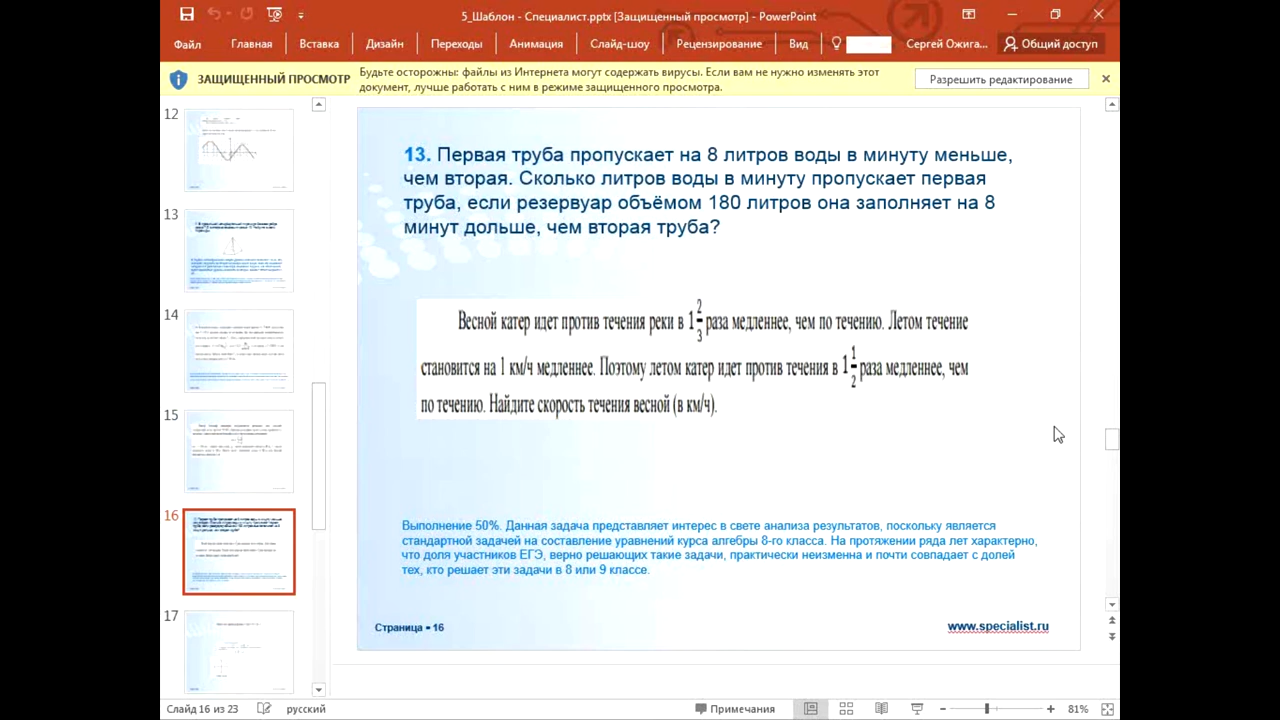 5_Шаблон - Специалист.pptx [Защищенный просмотр] - PowerPoint
Файл Главная Вставка Дизайн Переходы Анимация Слайд-шоу Рецензирование Вид Сергей Ожига... Общий доступ
ЗАЩИЩЕННЫЙ ПРОСМОТР
Будьте осторожны: файлы из Интернета могут содержать вирусы. Если вам не нужно изменять этот
документ, лучше работать с ним в режиме защищенного просмотра.
Разрешить редактирование
12
13
14
15
16
17
13. Первая труба пропускает на 8 литров воды в минуту меньше,
чем вторая. Сколько литров воды в минуту пропускает первая
труба, если резервуар объёмом 180 литров она заполняет на 8
минут дольше, чем вторая труба?
Весной катер идет против течения реки в 1 2/3 раза медленнее, чем по течению. Летом течение
становится на 1 км/ч медленнее. Поэтому летом катер идет против течения в 1 1/2 раза медленнее, чем
по течению. Найдите скорость течения весной (в км/ч).
Выполнение 50%. Данная задача представляет интерес в свете анализа результатов, поскольку является
стандартной задачей на составление уравнений курса алгебры 8-го класса. На протяжении ряда лет характерно,
что доля участников ЕГЭ, верно решающих такие задачи, практически неизменна и почти совпадает с долей
тех, кто решает эти задачи в 8 или 9 классе.
Страница ▪ 16
www.specialist.ru
Слайд 16 из 23 русский Примечания 81%